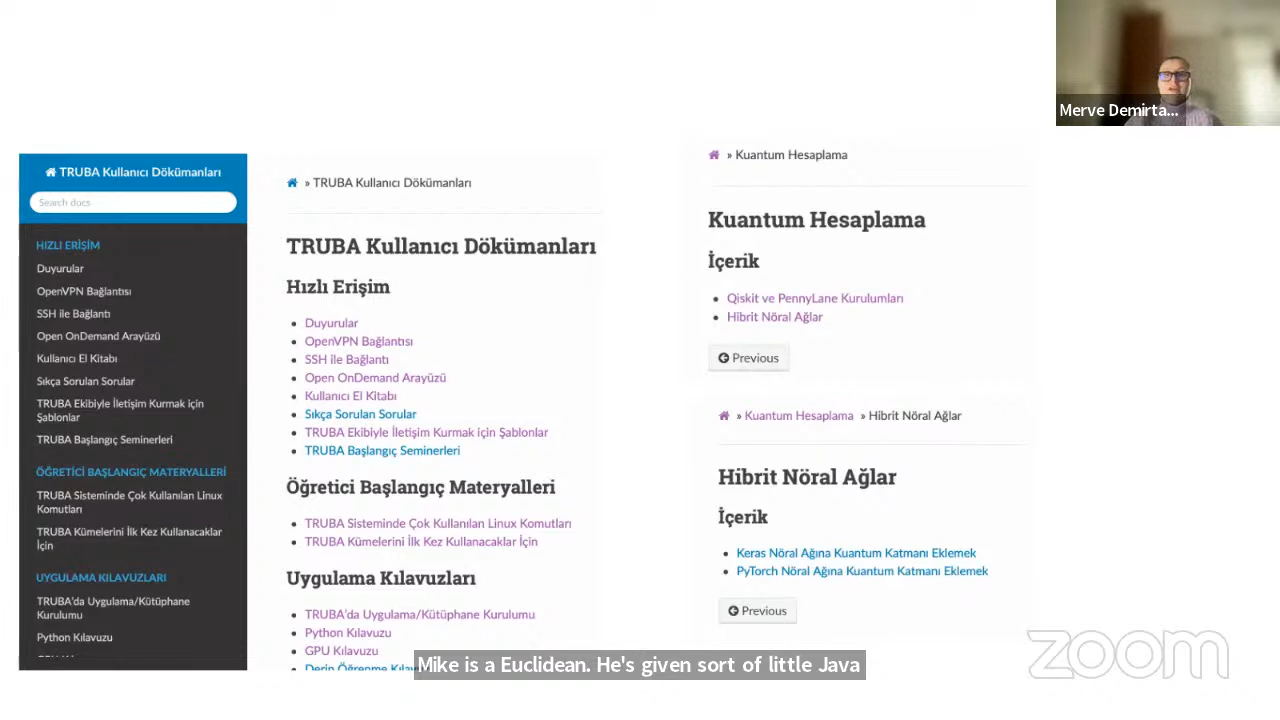 Merve Demirta...
TRUBA Kullanıcı Dökümanları
Search docs
HIZLI ERİŞİM
Duyurular
OpenVPN Bağlantısı
SSH ile Bağlantı
Open OnDemand Arayüzü
Kullanıcı El Kitabı
Sıkça Sorulan Sorular
TRUBA Ekibiyle İletişim Kurmak için
Şablonlar
TRUBA Başlangıç Seminerleri
ÖĞRETİCİ BAŞLANGIÇ MATERYALLERİ
TRUBA Sisteminde Çok Kullanılan Linux
Komutları
TRUBA Kümelerini İlk Kez Kullanacaklar
İçin
UYGULAMA KILAVUZLARI
TRUBA'da Uygulama/Kütüphane
Kurulumu
Python Kılavuzu
» TRUBA Kullanıcı Dökümanları
TRUBA Kullanıcı Dökümanları
Hızlı Erişim
Duyurular
OpenVPN Bağlantısı
SSH ile Bağlantı
Open OnDemand Arayüzü
Kullanıcı El Kitabı
Sıkça Sorulan Sorular
TRUBA Ekibiyle İletişim Kurmak için Şablonlar
TRUBA Başlangıç Seminerleri
Öğretici Başlangıç Materyalleri
TRUBA Sisteminde Çok Kullanılan Linux Komutları
TRUBA Kümelerini İlk Kez Kullanacaklar İçin
Uygulama Kılavuzları
TRUBA'da Uygulama/Kütüphane Kurulumu
Python Kılavuzu
GPU Kılavuzu
Derin Öğrenme
» Kuantum Hesaplama
Kuantum Hesaplama
İçerik
Qiskit ve PennyLane Kurulumları
Hibrit Nöral Ağlar
Previous
» Kuantum Hesaplama » Hibrit Nöral Ağlar
Hibrit Nöral Ağlar
İçerik
Keras Nöral Ağına Kuantum Katmanı Eklemek
PyTorch Nöral Ağına Kuantum Katmanı Eklemek
Previous
Mike is a Euclidean. He's given sort of little Java
zoom